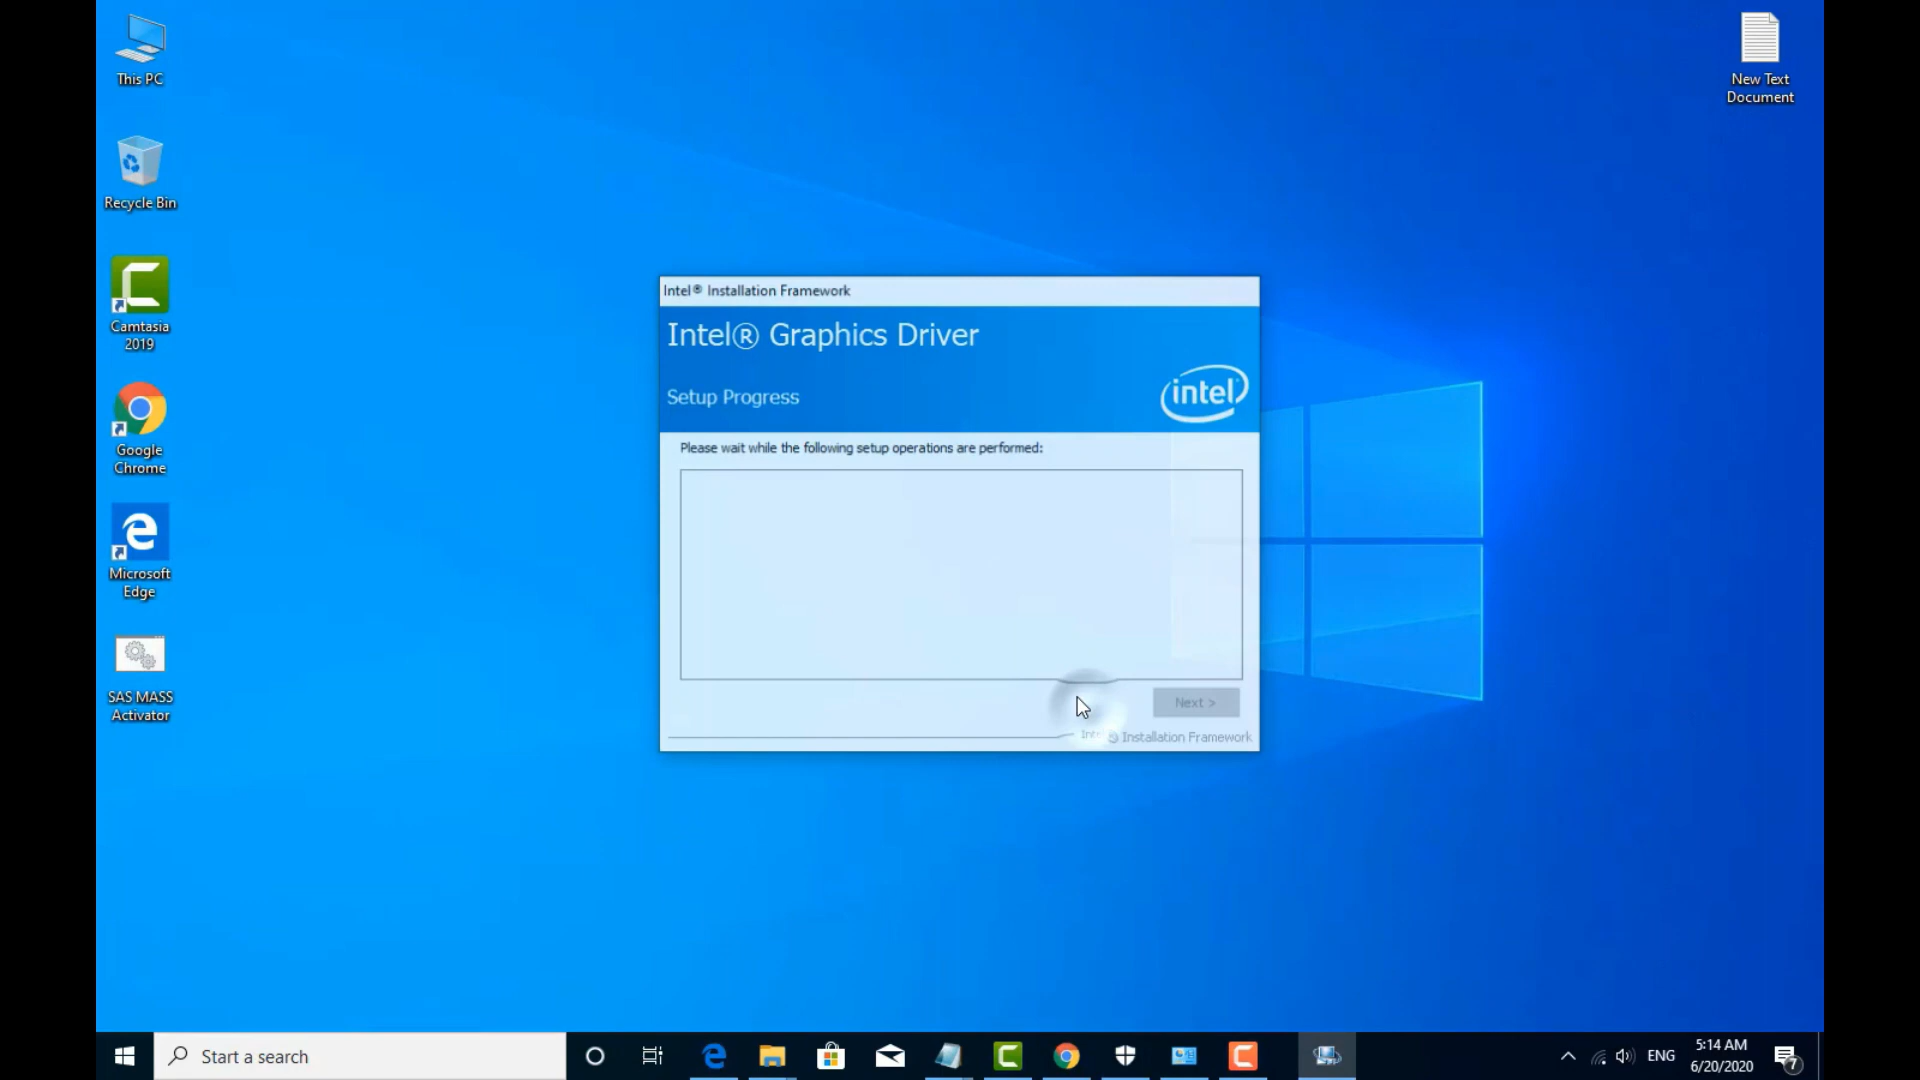 This PC
Recycle Bin
Camtasia
2019
Google
Chrome
Microsoft
Edge
SAS MASS
Activator
New Text
Document
Intel® Installation Framework
Intel® Graphics Driver
Setup Progress
intel
Please wait while the following setup operations are performed:
Next >
Installation Framework
Start a search
ENG
5:14 AM
6/20/2020
7